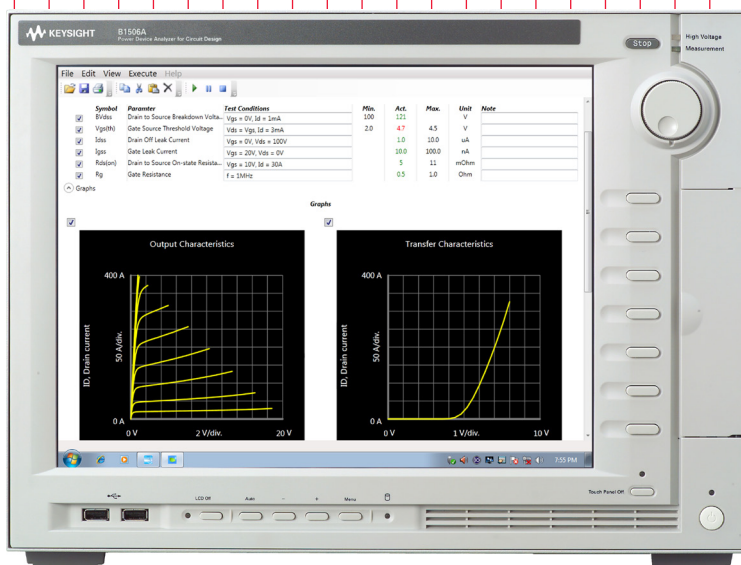 KEYSIGHT B1506A
Power Device Analyzer for Circuit Design
Stop
High Voltage
Measurement
File Edit View Execute Help
Symbol Paramter Test Conditions Min. Act. Max. Unit Note
BVdss Drain to Source Breakdown Volta... Vgs = 0V, Id = 1mA 100 121 V
Vgs(th) Gate Source Threshold Voltage Vds = Vgs, Id = 3mA 2.0 4.7 4.5 V
Idss Drain Off Leak Current Vgs = 0V, Vds = 100V 1.0 10.0 uA
Igss Gate Leak Current Vgs = 20V, Vds = 0V 10.0 100.0 nA
Rds(on) Drain to Source On-state Resista... Vgs = 10V, Id = 30A 5 11 mOhm
Rg Gate Resistance f = 1MHz 0.5 1.0 Ohm
Graphs
Graphs
Output Characteristics
400 A
ID, Drain current
50 A/div.
0 A
0 V 2 V/div. 20 V
Transfer Characteristics
400 A
ID, Drain current
50 A/div.
0 A
0 V 1 V/div. 10 V
7:55 PM
LCD Off Auto - + Menu
Touch Panel Off